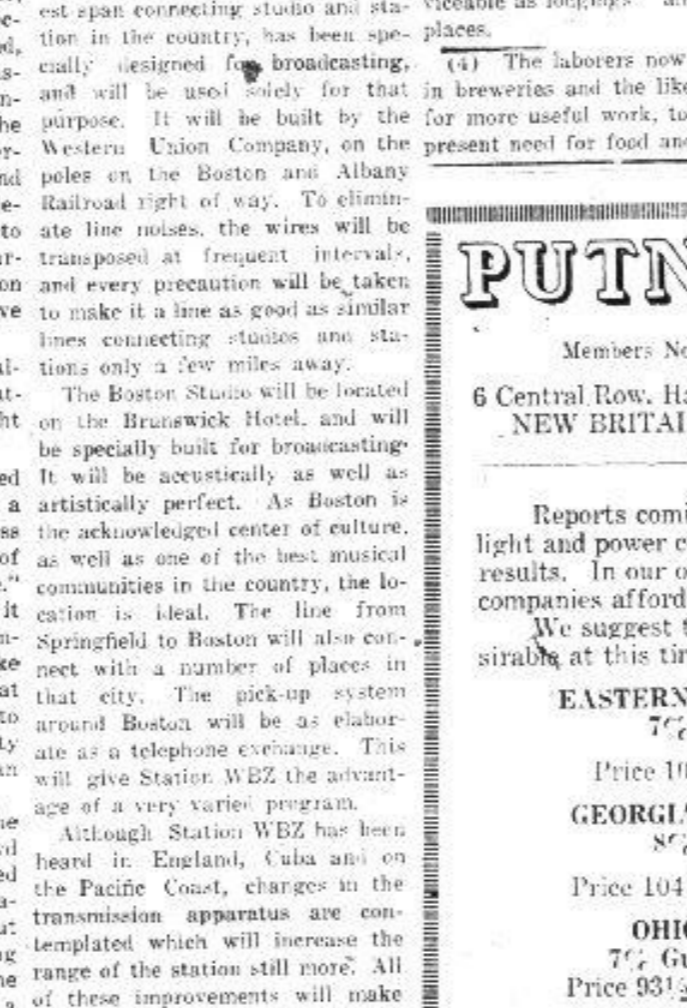 est span connecting studio and sta-
tion in the country, has been spe-
cially designed for broadcasting,
and will be used solely for that
purpose. It will be built by the
Western Union Company, on the
poles on the Boston and Albany
Railroad right of way. To elimin-
ate line noises, the wires will be
transposed at frequent intervals,
and every precaution will be taken
to make it a line as good as similar
lines connecting studios and sta-
tions only a few miles away.
The Boston Studio will be located
on the Brunswick Hotel, and will
be specially built for broadcasting.
It will be accustically as well as
artistically perfect. As Boston is
the acknowledged center of culture,
as well as one of the best musical
communities in the country, the lo-
cation is ideal. The line from
Springfield to Boston will also con-
nect with a number of places in
that city. The pick-up system
around Boston will be as elabor-
ate as a telephone exchange. This
will give Station WBZ the advant-
age of a very varied program.
Although Station WBZ has been
heard in England, Cuba and on
the Pacific Coast, changes in the
transmission apparatus are con-
templated which will increase the
range of the station still more. All
of these improvements will make
viceable as longings
places.
(4) The laborers now
in breweries and the like
for more useful work, to
present need for food and
PUTN
Members No
6 Central Row, Ha
NEW BRITAI
Reports comi
light and power c
results. In our o
companies afford
We suggest t
sirable at this tim
EASTERN
7%
Price 10
GEORGIA
8%
Price 104
OHIO
7% Gu
Price 93½